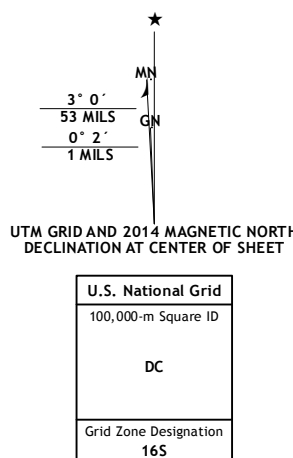 ★
MN
3° 0´
53 MILS
GN
0° 2´
1 MILS
UTM GRID AND 2014 MAGNETIC NORTH
DECLINATION AT CENTER OF SHEET
U.S. National Grid
100,000-m Square ID
DC
Grid Zone Designation
16S